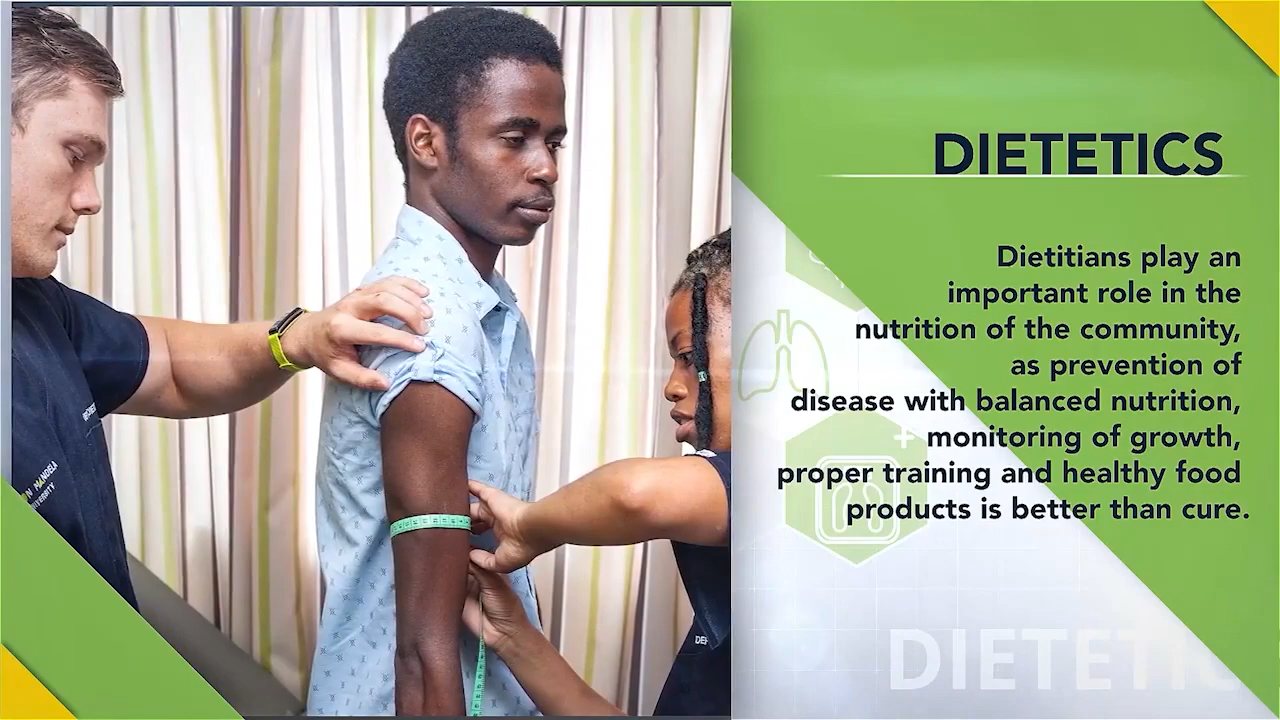 DIETETICS
Dietitians play an
important role in the
nutrition of the community,
as prevention of
disease with balanced nutrition,
monitoring of growth,
proper training and healthy food
products is better than cure.
DIETETIC
MANDELA